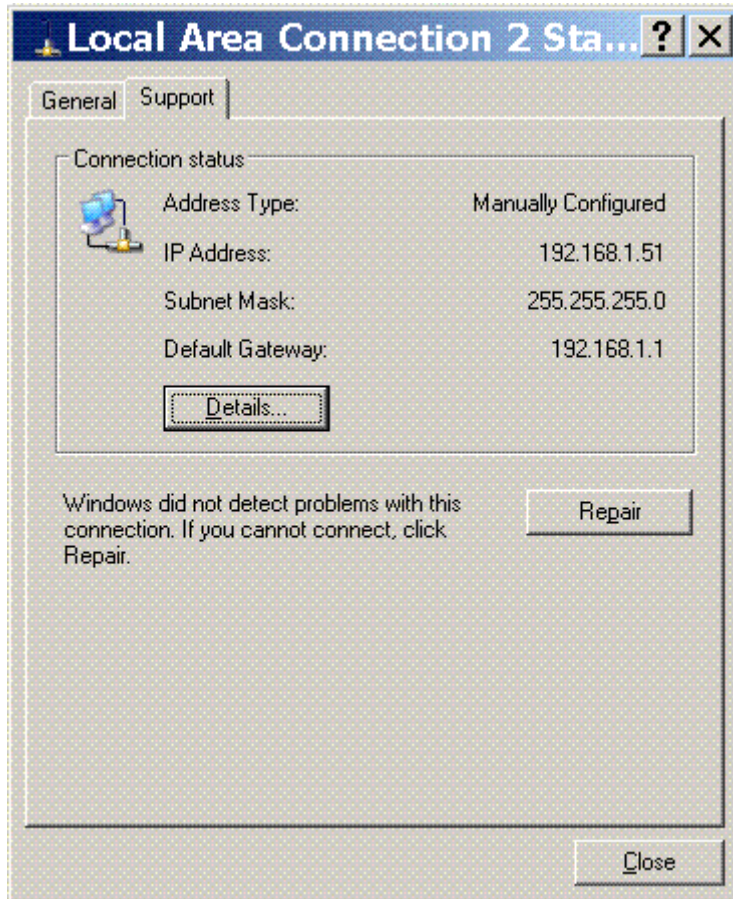 Local Area Connection 2 Sta...
General Support
Connection status
Address Type: Manually Configured
IP Address: 192.168.1.51
Subnet Mask: 255.255.255.0
Default Gateway: 192.168.1.1
Details...
Windows did not detect problems with this
connection. If you cannot connect, click
Repair.
Repair
Close